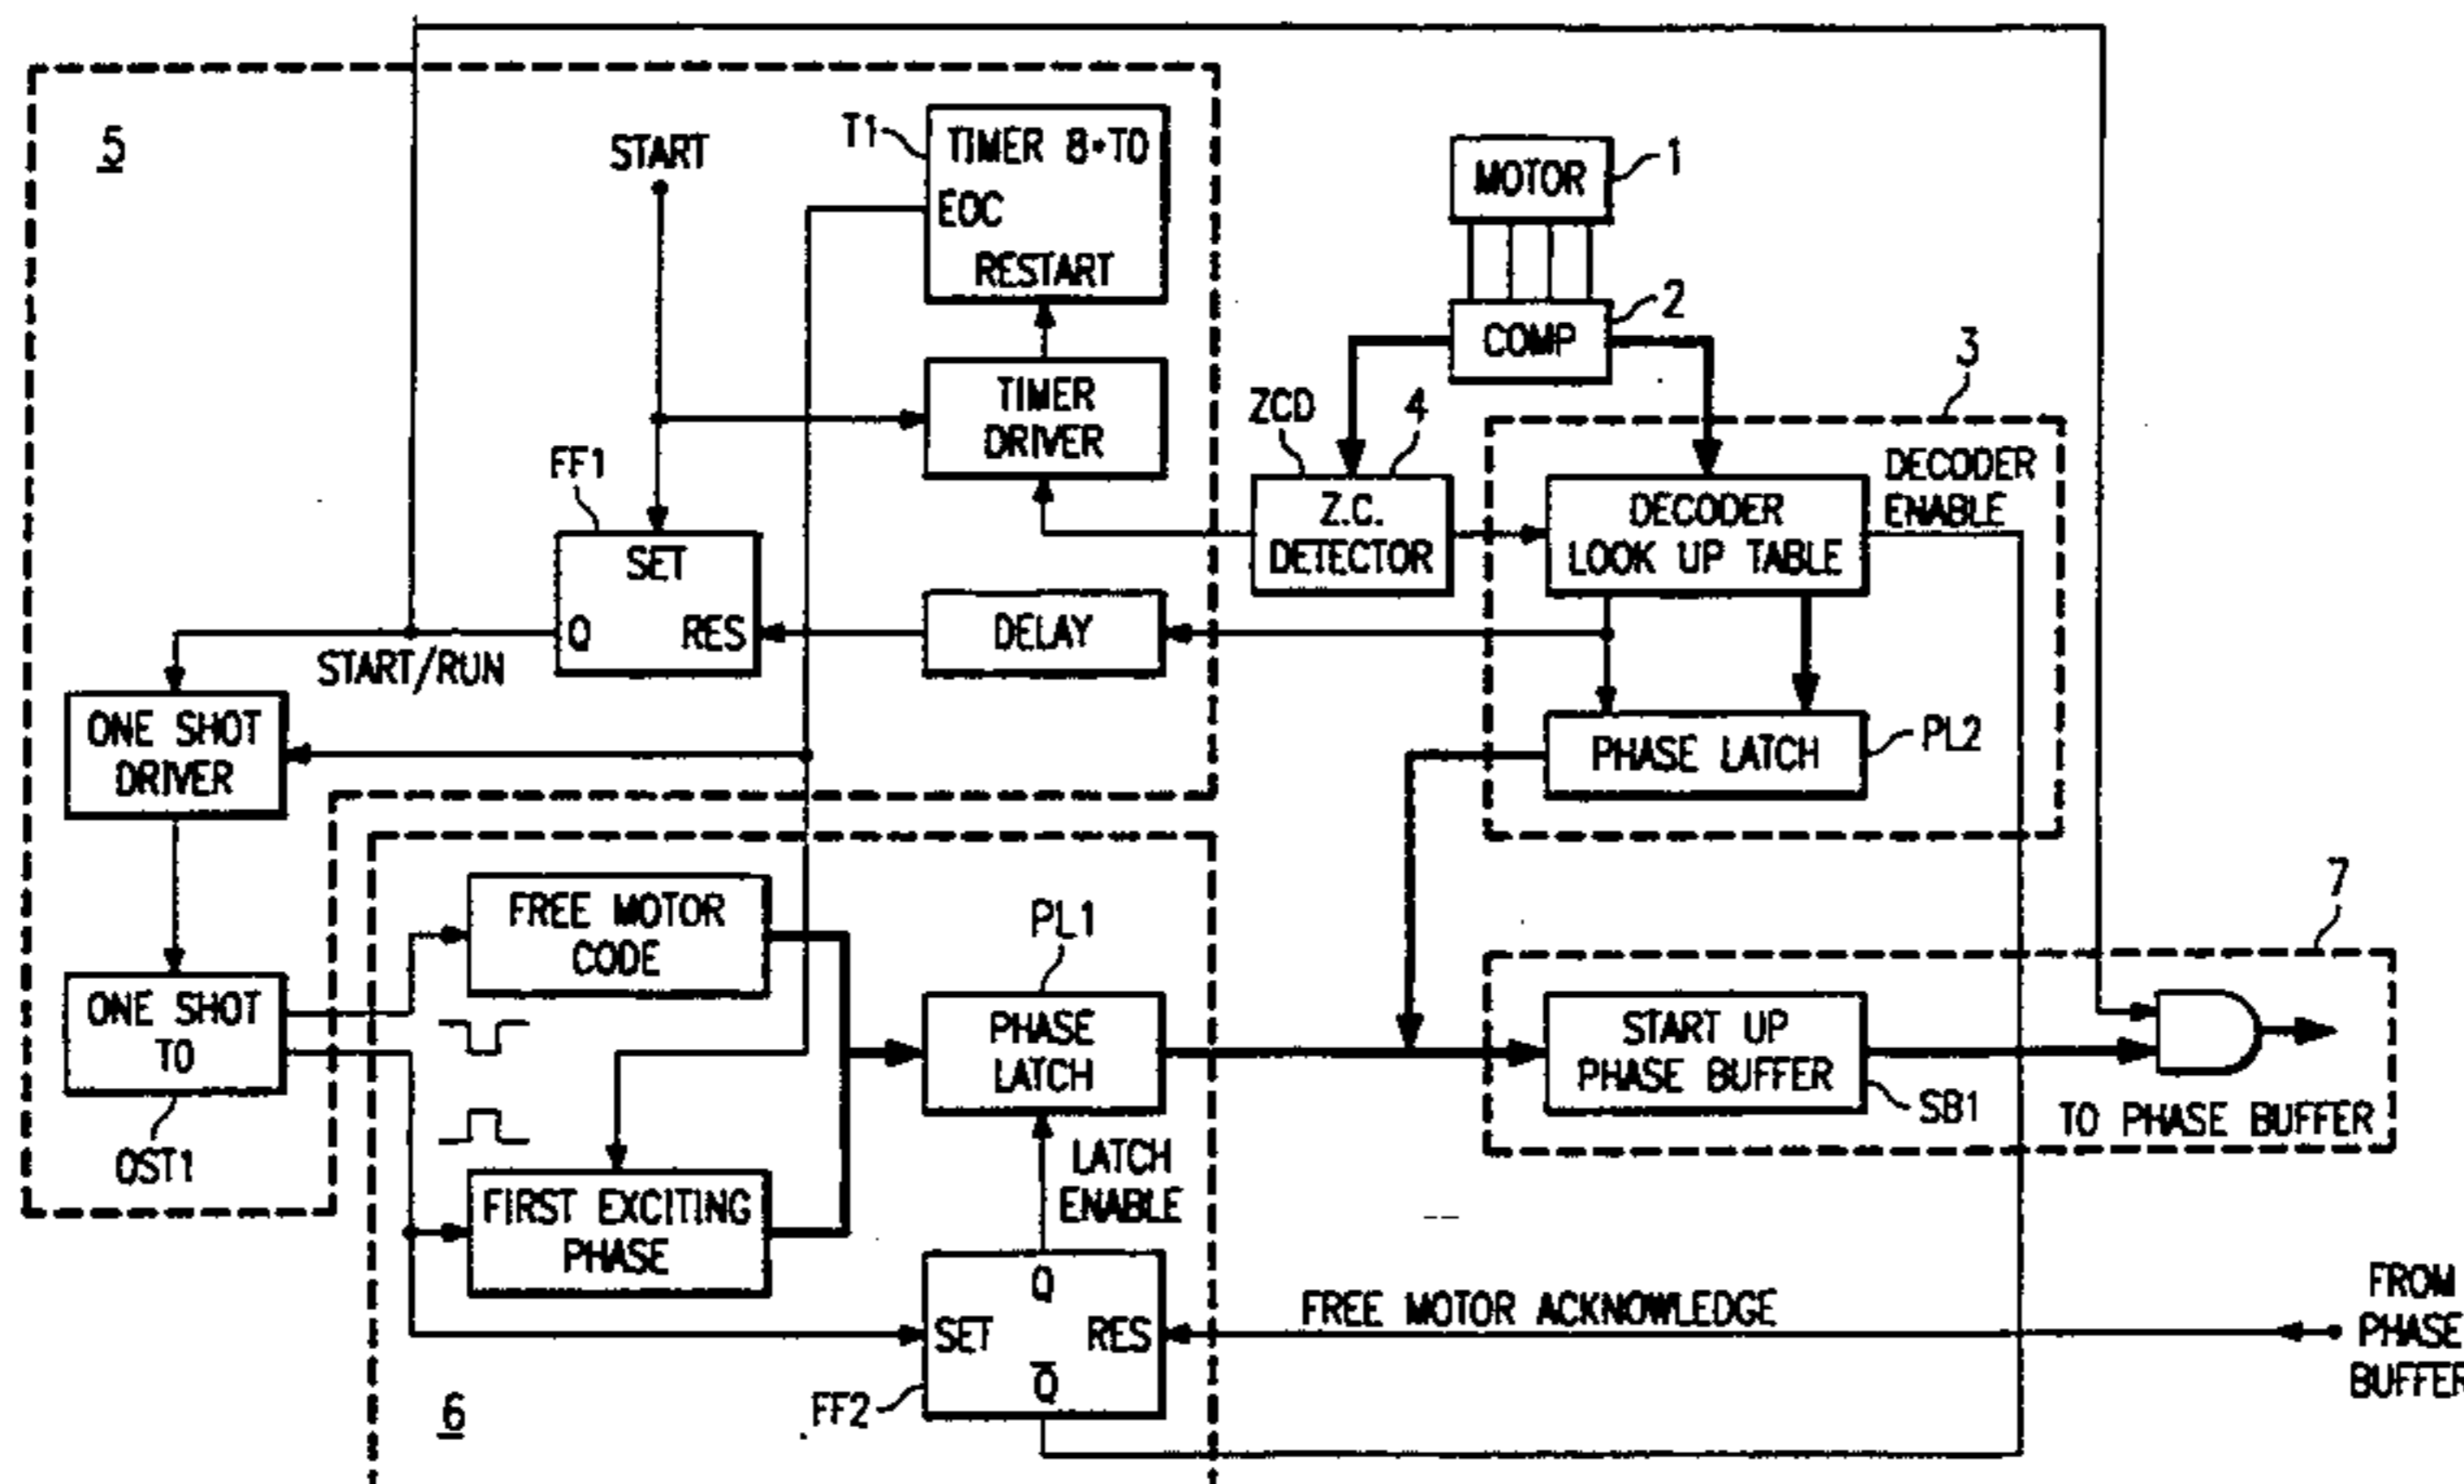 5
START
T1
TIMER 8•TO
EOC
RESTART
MOTOR
1
COMP
2
3
TIMER
DRIVER
ZCD
4
Z.C.
DETECTOR
DECODER
LOOK UP TABLE
DECODER
ENABLE
FF1
SET
Q
RES
DELAY
START/RUN
ONE SHOT
DRIVER
PHASE LATCH
PL2
FREE MOTOR
CODE
PL1
PHASE
LATCH
7
START UP
PHASE BUFFER
SB1
TO PHASE BUFFER
ONE SHOT
TO
OST1
FIRST EXCITING
PHASE
LATCH
ENABLE
Q
SET
RES
Q̅
FF2
FREE MOTOR ACKNOWLEDGE
FROM
PHASE
BUFFER
6